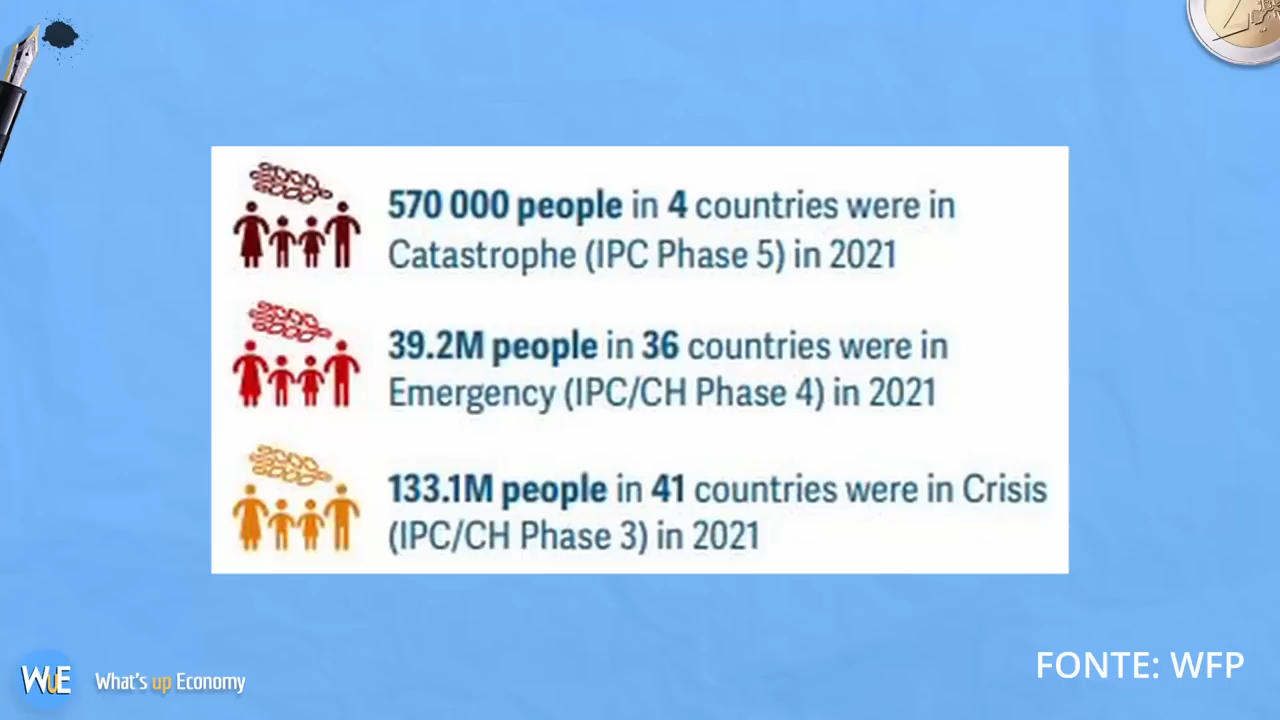 570 000 people in 4 countries were in
Catastrophe (IPC Phase 5) in 2021
39.2M people in 36 countries were in
Emergency (IPC/CH Phase 4) in 2021
133.1M people in 41 countries were in Crisis
(IPC/CH Phase 3) in 2021
FONTE: WFP
WuE What's up Economy